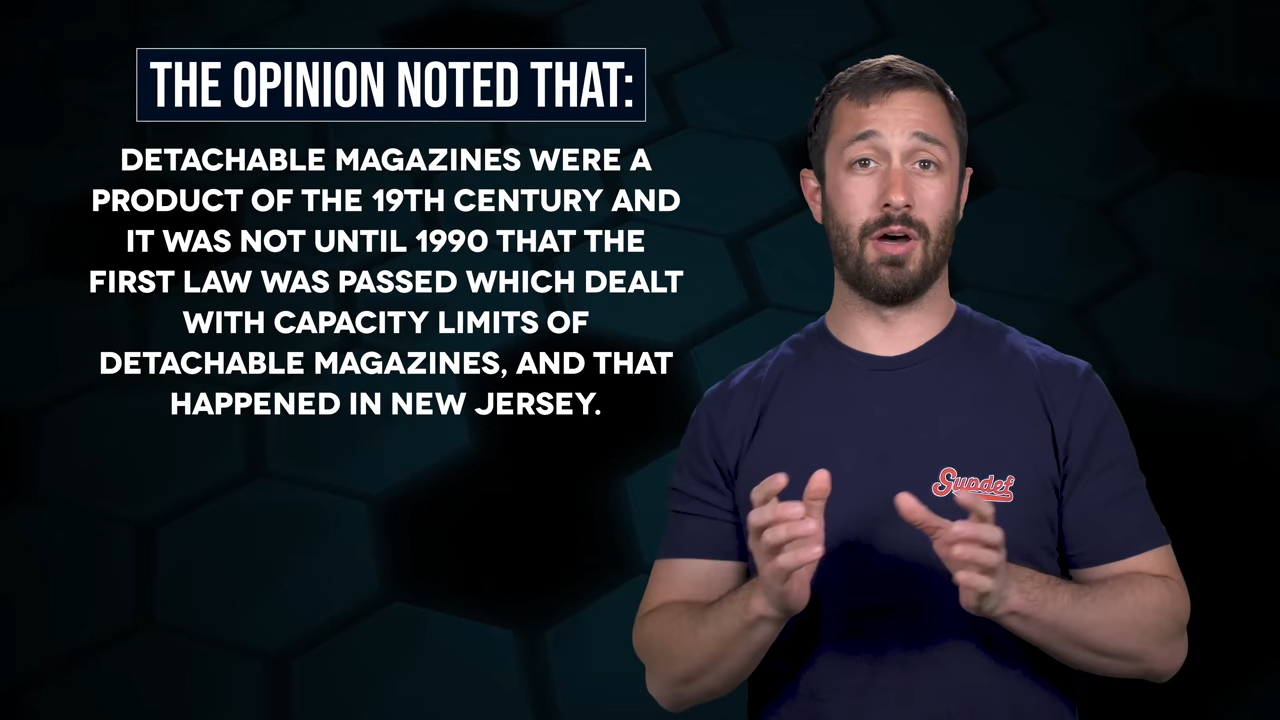 THE OPINION NOTED THAT:
DETACHABLE MAGAZINES WERE A
PRODUCT OF THE 19TH CENTURY AND
IT WAS NOT UNTIL 1990 THAT THE
FIRST LAW WAS PASSED WHICH DEALT
WITH CAPACITY LIMITS OF
DETACHABLE MAGAZINES, AND THAT
HAPPENED IN NEW JERSEY.
Sundef